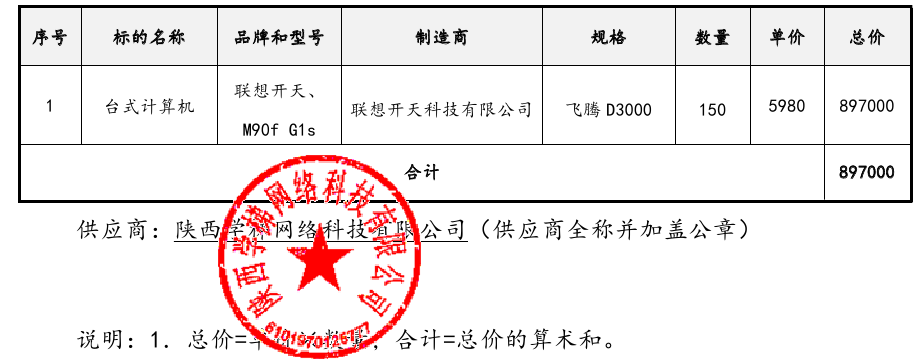 序号 标的名称 品牌和型号 制造商 规格 数量 单价 总价
1 台式计算机 联想开天、 联想开天科技有限公司 飞腾 D3000 150 5980 897000
M90f G1s
合计 897000
供应商：陕西学梯网络科技有限公司（供应商全称并加盖公章）
陕西学梯网络科技有限公司
说明：1. 总价=单价×数量，合计=总价的算术和。